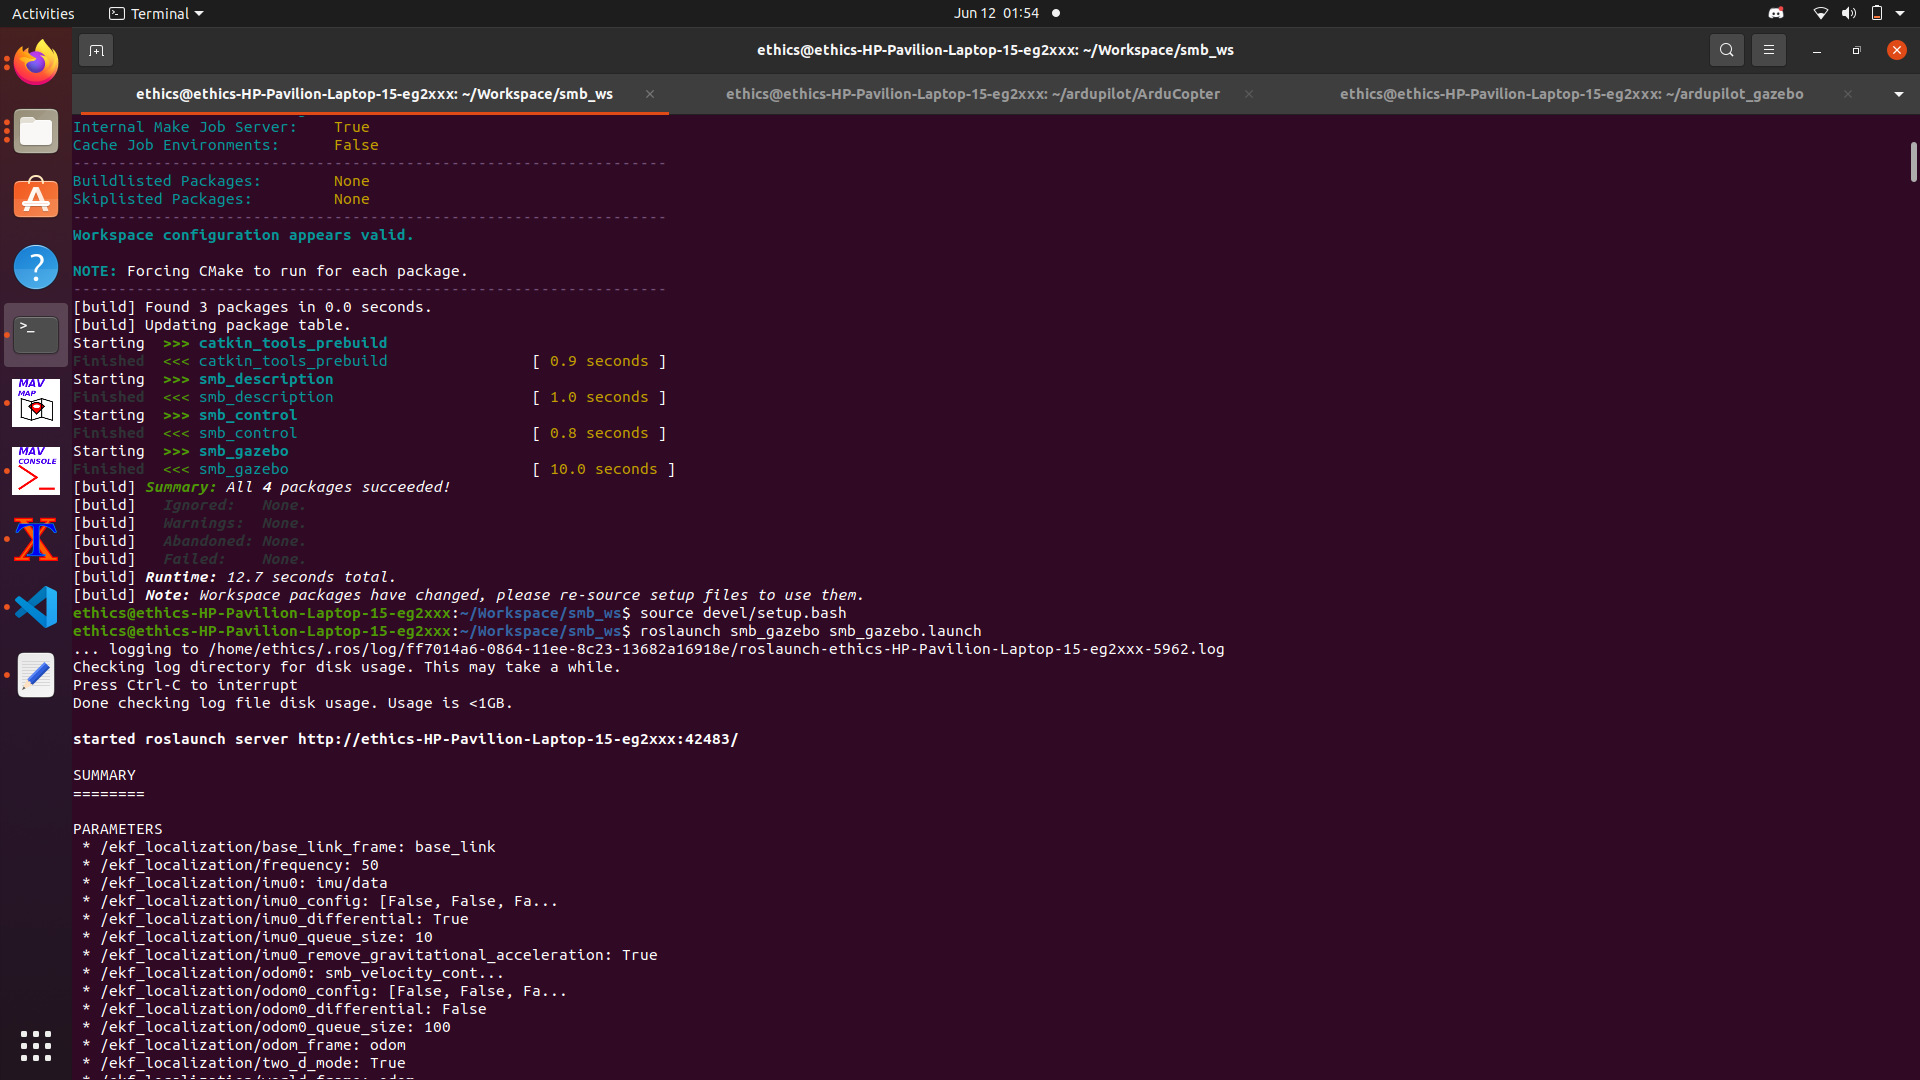 Activities
Terminal
Jun 12 01:54
ethics@ethics-HP-Pavilion-Laptop-15-eg2xxx: ~/Workspace/smb_ws
ethics@ethics-HP-Pavilion-Laptop-15-eg2xxx: ~/Workspace/smb_ws
ethics@ethics-HP-Pavilion-Laptop-15-eg2xxx: ~/ardupilot/ArduCopter
ethics@ethics-HP-Pavilion-Laptop-15-eg2xxx: ~/ardupilot_gazebo
Internal Make Job Server: True
Cache Job Environments: False
------------------------------------------------------------------
Buildlisted Packages: None
Skiplisted Packages: None
------------------------------------------------------------------
Workspace configuration appears valid.
NOTE: Forcing CMake to run for each package.
------------------------------------------------------------------
[build] Found 3 packages in 0.0 seconds.
[build] Updating package table.
Starting >>> catkin_tools_prebuild
Finished <<< catkin_tools_prebuild [ 0.9 seconds ]
Starting >>> smb_description
Finished <<< smb_description [ 1.0 seconds ]
Starting >>> smb_control
Finished <<< smb_control [ 0.8 seconds ]
Starting >>> smb_gazebo
Finished <<< smb_gazebo [ 10.0 seconds ]
[build] Summary: All 4 packages succeeded!
[build] Ignored: None.
[build] Warnings: None.
[build] Abandoned: None.
[build] Failed: None.
[build] Runtime: 12.7 seconds total.
[build] Note: Workspace packages have changed, please re-source setup files to use them.
ethics@ethics-HP-Pavilion-Laptop-15-eg2xxx:~/Workspace/smb_ws$ source devel/setup.bash
ethics@ethics-HP-Pavilion-Laptop-15-eg2xxx:~/Workspace/smb_ws$ roslaunch smb_gazebo smb_gazebo.launch
... logging to /home/ethics/.ros/log/ff7014a6-0864-11ee-8c23-13682a16918e/roslaunch-ethics-HP-Pavilion-Laptop-15-eg2xxx-5962.log
Checking log directory for disk usage. This may take a while.
Press Ctrl-C to interrupt
Done checking log file disk usage. Usage is <1GB.
started roslaunch server http://ethics-HP-Pavilion-Laptop-15-eg2xxx:42483/
SUMMARY
========
PARAMETERS
* /ekf_localization/base_link_frame: base_link
* /ekf_localization/frequency: 50
* /ekf_localization/imu0: imu/data
* /ekf_localization/imu0_config: [False, False, Fa...
* /ekf_localization/imu0_differential: True
* /ekf_localization/imu0_queue_size: 10
* /ekf_localization/imu0_remove_gravitational_acceleration: True
* /ekf_localization/odom0: smb_velocity_cont...
* /ekf_localization/odom0_config: [False, False, Fa...
* /ekf_localization/odom0_differential: False
* /ekf_localization/odom0_queue_size: 100
* /ekf_localization/odom_frame: odom
* /ekf_localization/two_d_mode: True
MAV
MAP
MAV
CONSOLE